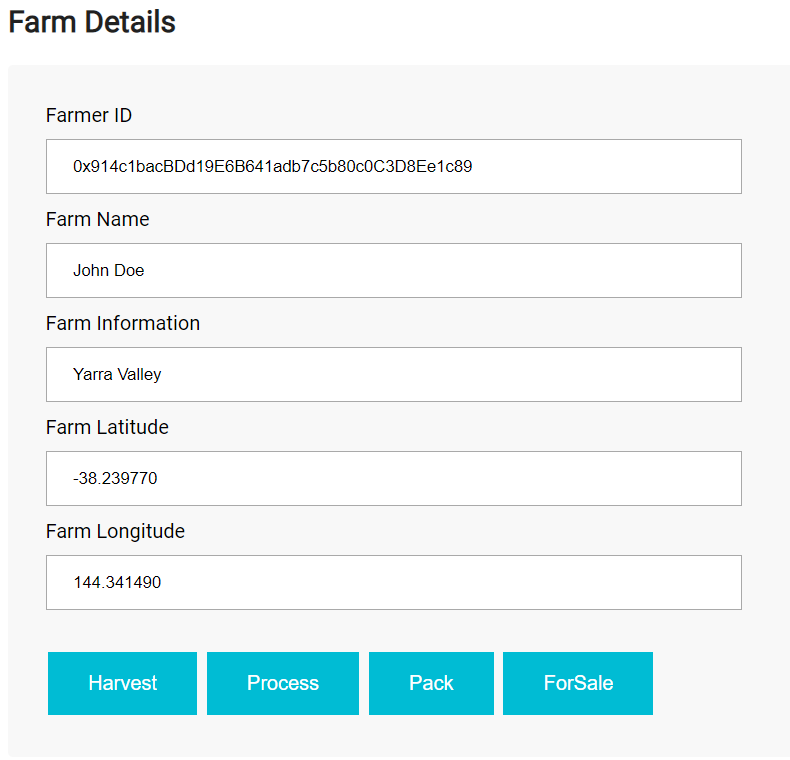 Farm Details
Farmer ID
0x914c1bacBDd19E6B641adb7c5b80c0C3D8Ee1c89
Farm Name
John Doe
Farm Information
Yarra Valley
Farm Latitude
-38.239770
Farm Longitude
144.341490
Harvest Process Pack ForSale